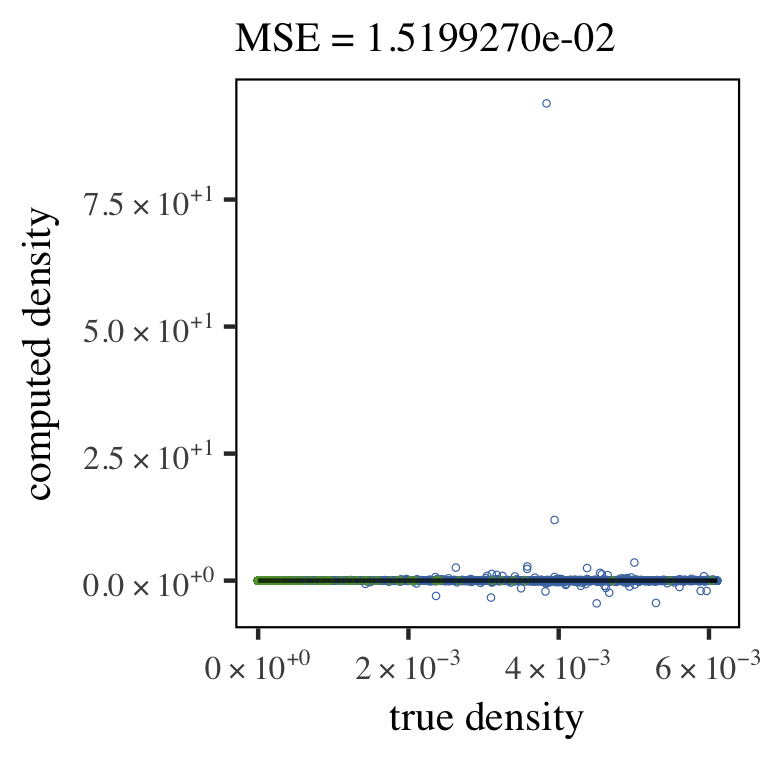 MSE = 1.5199270e-02
7.5 × 10⁺¹
5.0 × 10⁺¹
2.5 × 10⁺¹
0.0 × 10⁺⁰
computed density
0 × 10⁺⁰ 2 × 10⁻³ 4 × 10⁻³ 6 × 10⁻³
true density